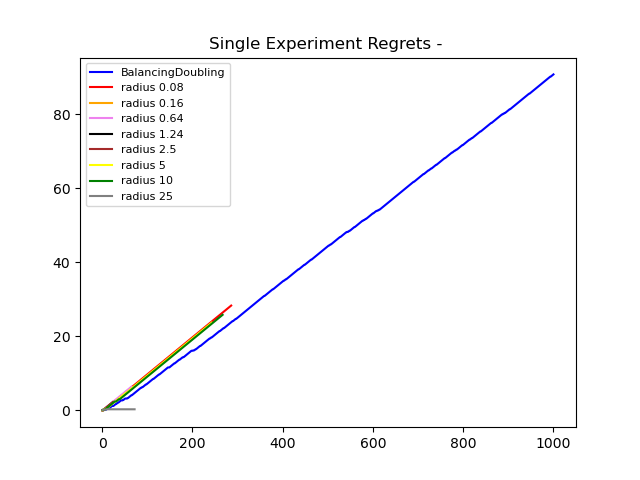 Single Experiment Regrets -
BalancingDoubling
radius 0.08
radius 0.16
radius 0.64
radius 1.24
radius 2.5
radius 5
radius 10
radius 25
80
60
40
20
0
0 200 400 600 800 1000